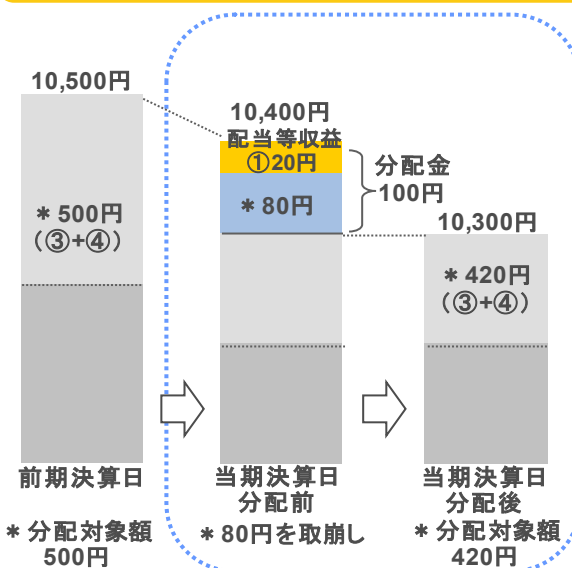 10,500円
＊500円
（③+④）
前期決算日
＊分配対象額
500円
10,400円
配当等収益
①20円
＊80円
分配金
100円
当期決算日
分配前
＊80円を取崩し
10,300円
＊420円
（③+④）
当期決算日
分配後
＊分配対象額
420円